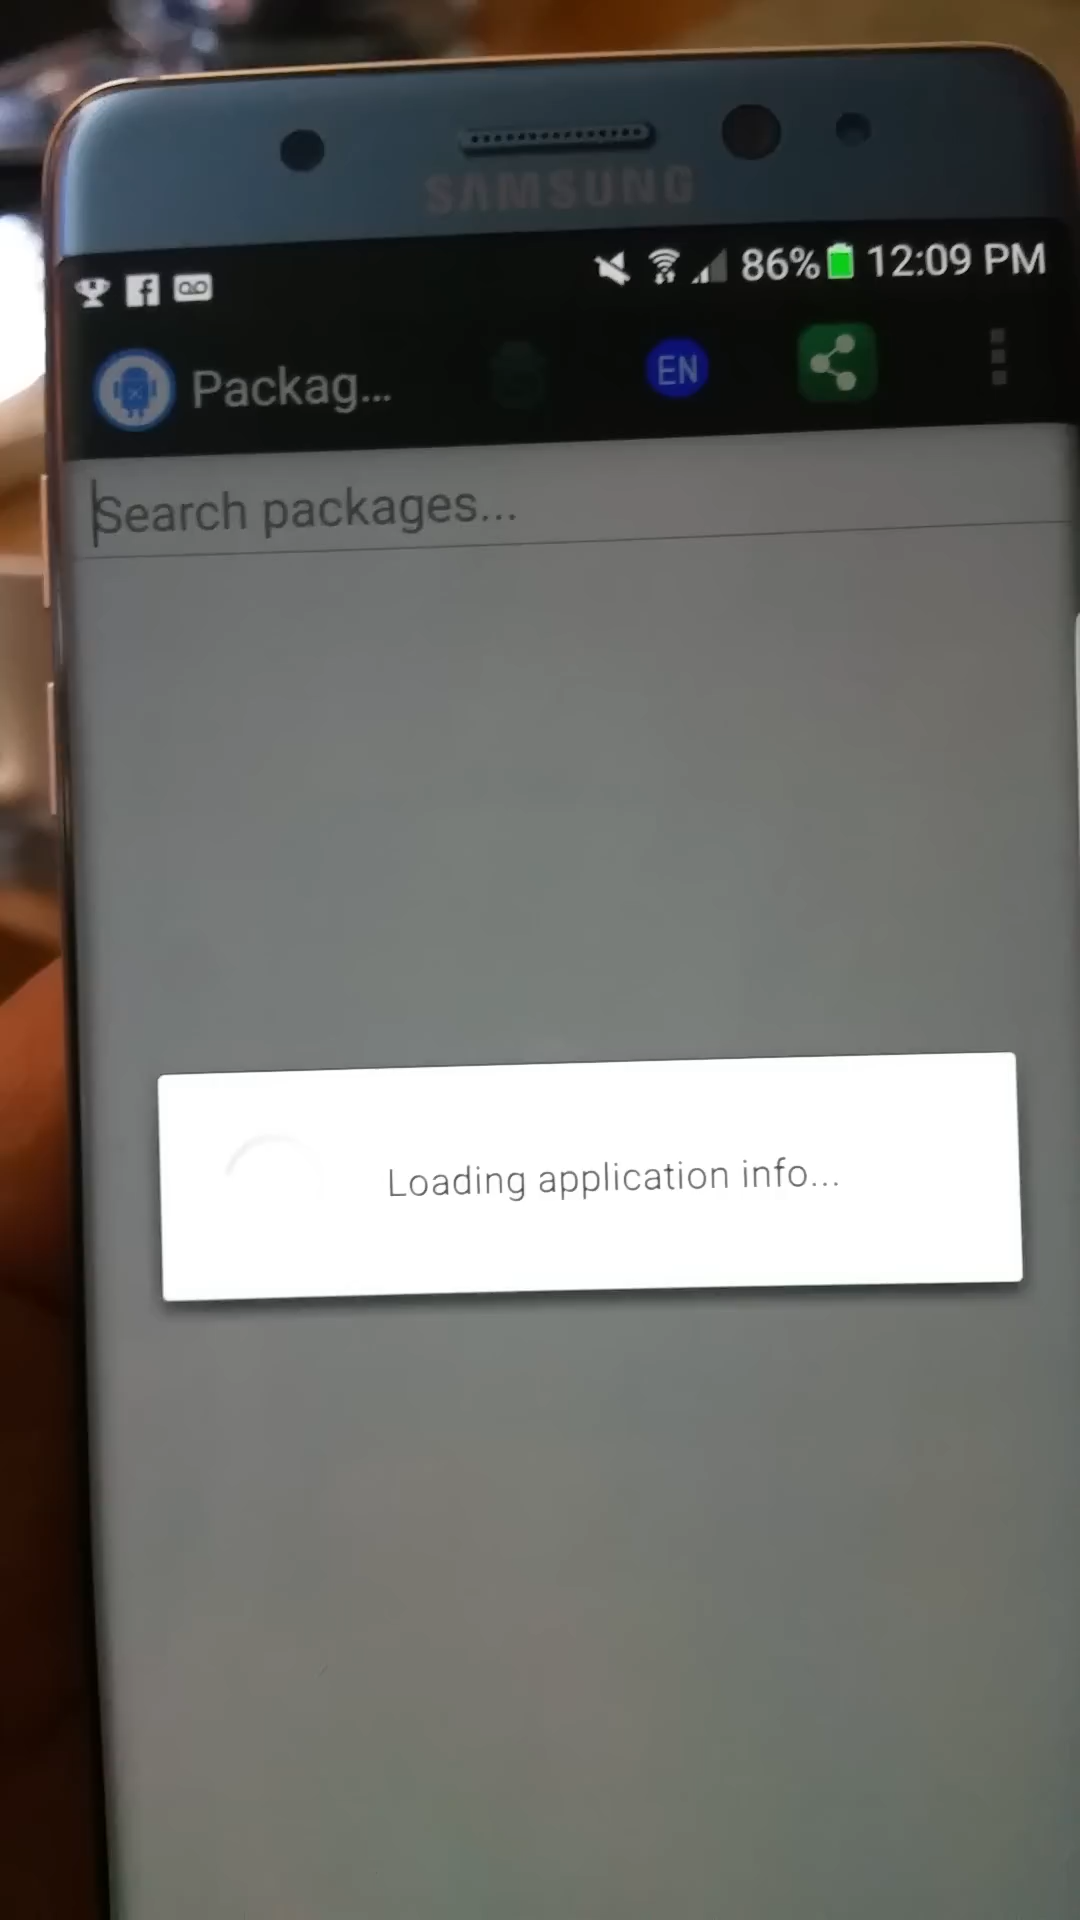 SAMSUNG
86% 12:09 PM
Packag... EN
Search packages...
Loading application info...